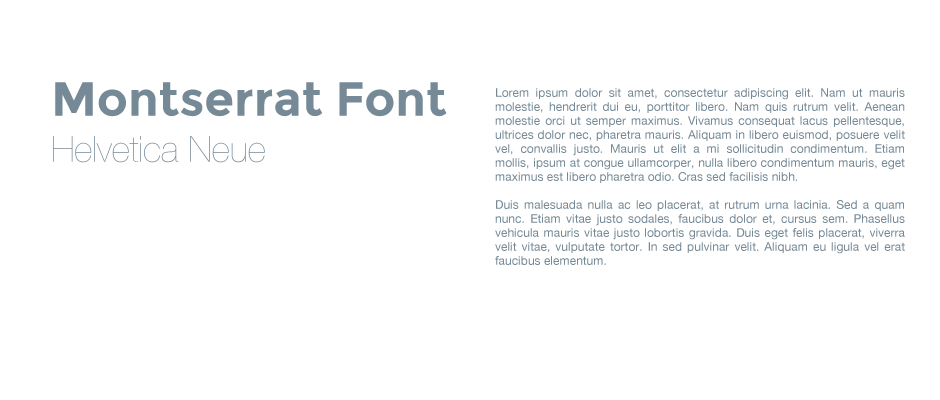 Montserrat Font
Helvetica Neue
Lorem ipsum dolor sit amet, consectetur adipiscing elit. Nam ut mauris
molestie, hendrerit dui eu, porttitor libero. Nam quis rutrum velit. Aenean
molestie orci ut semper maximus. Vivamus consequat lacus pellentesque,
ultrices dolor nec, pharetra mauris. Aliquam in libero euismod, posuere velit
vel, convallis justo. Mauris ut elit a mi sollicitudin condimentum. Etiam
mollis, ipsum at congue ullamcorper, nulla libero condimentum mauris, eget
maximus est libero pharetra odio. Cras sed facilisis nibh.
Duis malesuada nulla ac leo placerat, at rutrum urna lacinia. Sed a quam
nunc. Etiam vitae justo sodales, faucibus dolor et, cursus sem. Phasellus
vehicula mauris vitae justo lobortis gravida. Duis eget felis placerat, viverra
velit vitae, vulputate tortor. In sed pulvinar velit. Aliquam eu ligula vel erat
faucibus elementum.